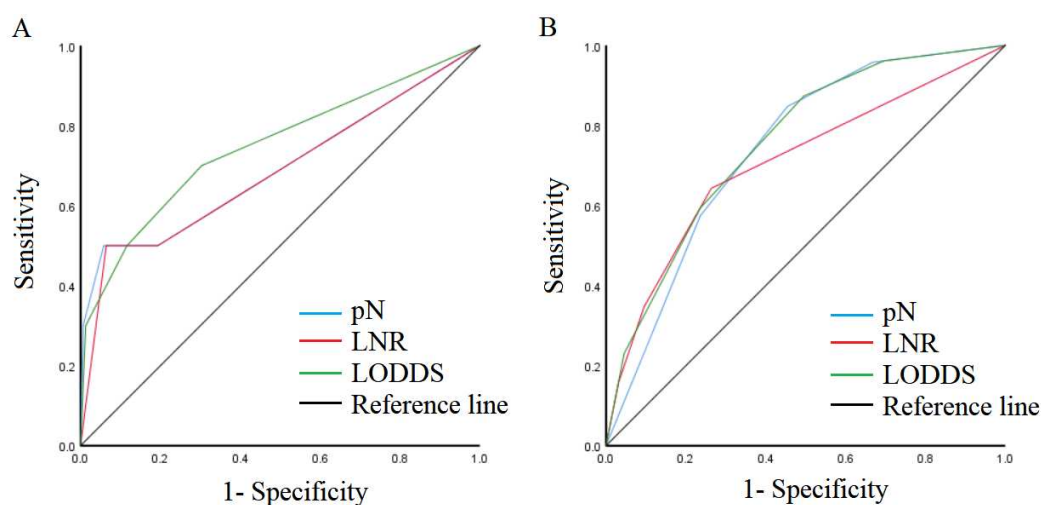 A
1.0
0.8
0.6
0.4
0.2
0.0
Sensitivity
pN
LNR
LODDS
Reference line
0.0 0.2 0.4 0.6 0.8 1.0
1- Specificity
B
1.0
0.8
0.6
0.4
0.2
0.0
Sensitivity
pN
LNR
LODDS
Reference line
0.0 0.2 0.4 0.6 0.8 1.0
1- Specificity